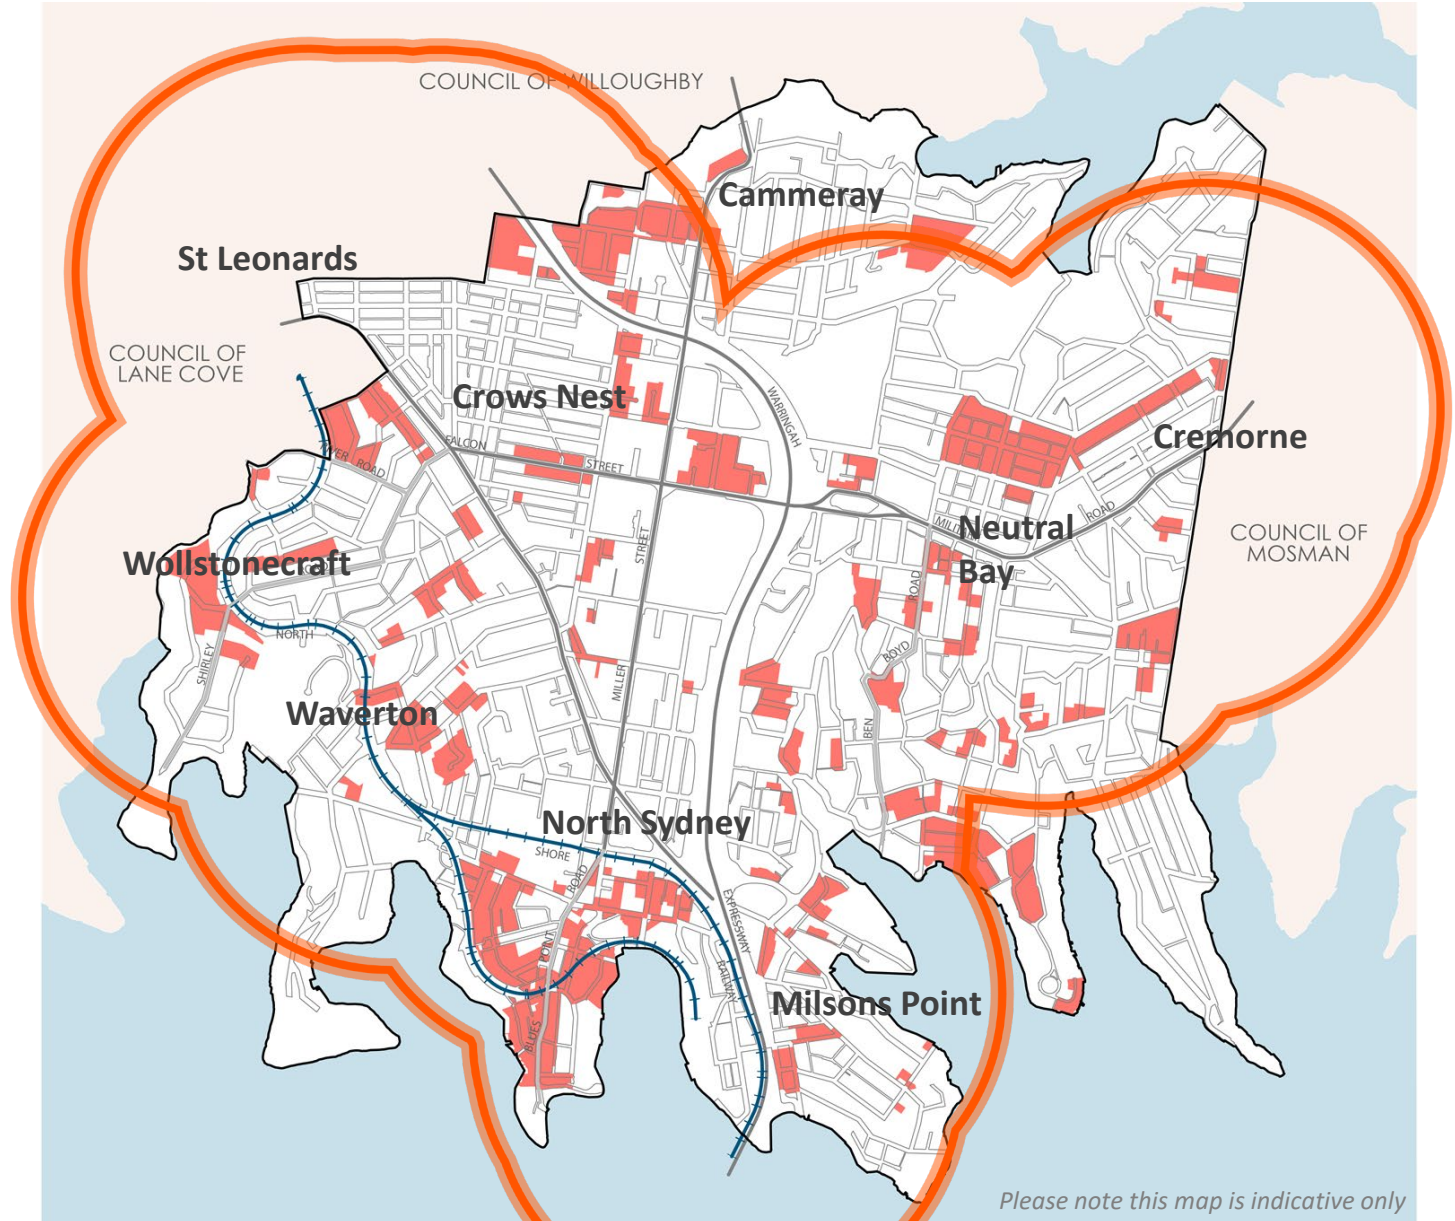 COUNCIL OF WILLOUGHBY
Cammeray
St Leonards
COUNCIL OF
LANE COVE
Crows Nest
WARRINGAH
FALCON
STREET
Cremorne
ROAD
Neutral
Bay
COUNCIL OF
MOSMAN
ROAD
STREET
Wollstonecraft
ROAD
NORTH
SHIRLEY
BOYD
MILLER
Waverton
BEN
North Sydney
SHORE
ROAD
EXPRESSWAY
POINT
RAILWAY
Milsons Point
BLUES
Please note this map is indicative only